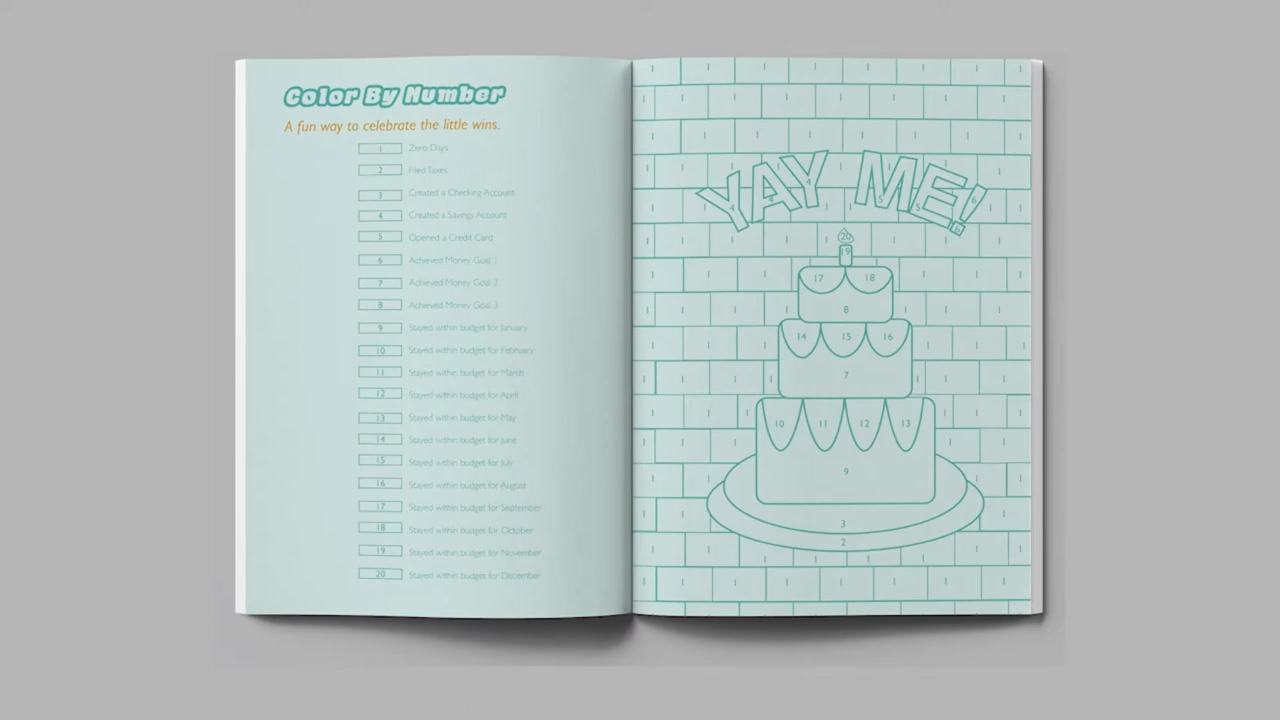 Color By Number
A fun way to celebrate the little wins.
1 Zero Days
2 Filed Taxes
3 Created a Checking Account
4 Created a Savings Account
5 Opened a Credit Card
6 Achieved Money Goal 1
7 Achieved Money Goal 2
8 Achieved Money Goal 3
9 Stayed within budget for January
10 Stayed within budget for February
11 Stayed within budget for March
12 Stayed within budget for April
13 Stayed within budget for May
14 Stayed within budget for June
15 Stayed within budget for July
16 Stayed within budget for August
17 Stayed within budget for September
18 Stayed within budget for October
19 Stayed within budget for November
20 Stayed within budget for December
YAY ME!
20
19
17 18
8
14 15 16
7
10 11 12 13
9
3
2